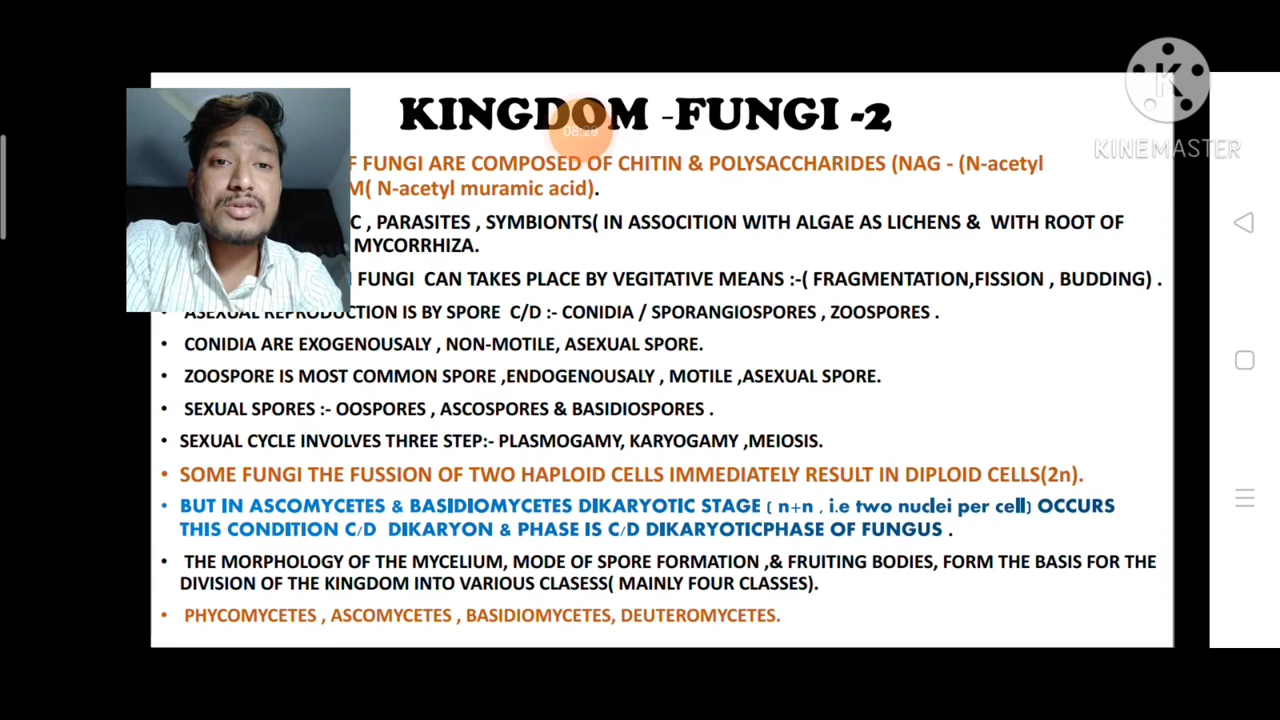 KINGDOM -FUNGI -2
08:29
KINEMASTER
F FUNGI ARE COMPOSED OF CHITIN & POLYSACCHARIDES (NAG - (N-acetyl
M( N-acetyl muramic acid).
C , PARASITES , SYMBIONTS( IN ASSOCITION WITH ALGAE AS LICHENS & WITH ROOT OF
MYCORRHIZA.
FUNGI CAN TAKES PLACE BY VEGITATIVE MEANS :-( FRAGMENTATION,FISSION , BUDDING) .
• ASEXUAL REPRODUCTION IS BY SPORE C/D :- CONIDIA / SPORANGIOSPORES , ZOOSPORES .
• CONIDIA ARE EXOGENOUSALY , NON-MOTILE, ASEXUAL SPORE.
• ZOOSPORE IS MOST COMMON SPORE ,ENDOGENOUSALY , MOTILE ,ASEXUAL SPORE.
• SEXUAL SPORES :- OOSPORES , ASCOSPORES & BASIDIOSPORES .
• SEXUAL CYCLE INVOLVES THREE STEP:- PLASMOGAMY, KARYOGAMY ,MEIOSIS.
• SOME FUNGI THE FUSSION OF TWO HAPLOID CELLS IMMEDIATELY RESULT IN DIPLOID CELLS(2n).
• BUT IN ASCOMYCETES & BASIDIOMYCETES DIKARYOTIC STAGE ( n+n , i.e two nuclei per cell) OCCURS
THIS CONDITION C/D DIKARYON & PHASE IS C/D DIKARYOTICPHASE OF FUNGUS .
• THE MORPHOLOGY OF THE MYCELIUM, MODE OF SPORE FORMATION ,& FRUITING BODIES, FORM THE BASIS FOR THE
DIVISION OF THE KINGDOM INTO VARIOUS CLASESS( MAINLY FOUR CLASSES).
• PHYCOMYCETES , ASCOMYCETES , BASIDIOMYCETES, DEUTEROMYCETES.